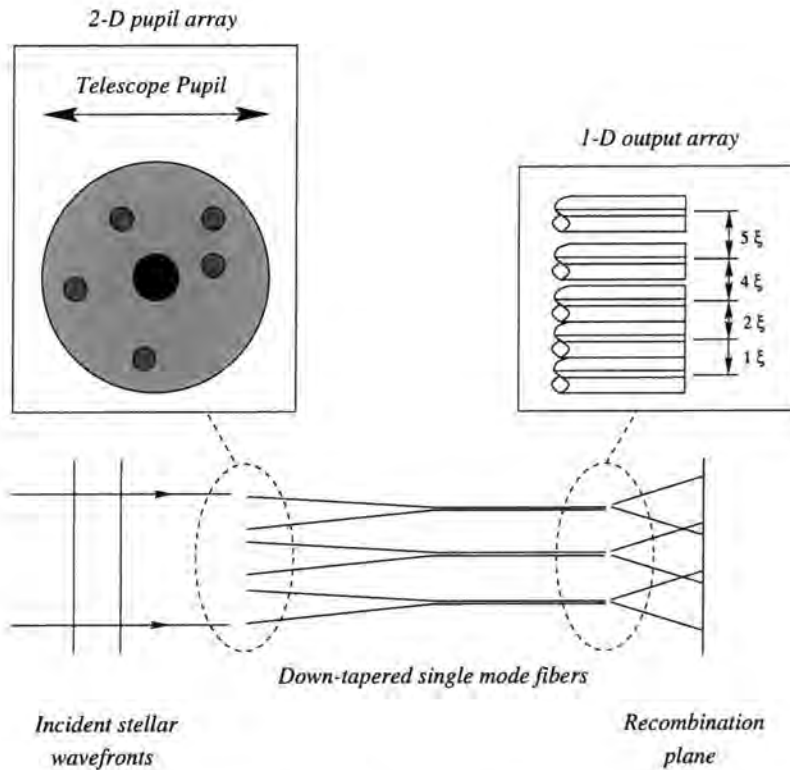 2-D pupil array
Telescope Pupil
1-D output array
5 ξ
4 ξ
2 ξ
1 ξ
Down-tapered single mode fibers
Incident stellar
wavefronts
Recombination
plane